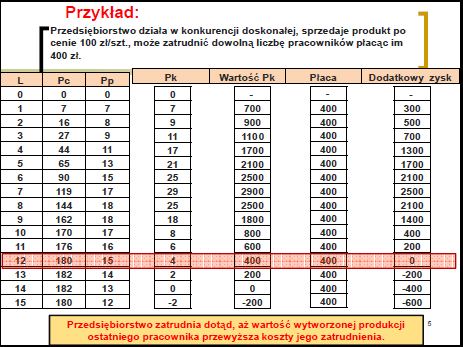 Przykład:
Przedsiębiorstwo działa w konkurencji doskonałej, sprzedaje produkt po
cenie 100 zł/szt., może zatrudnić dowolną liczbę pracowników płacąc im
400 zł.
L Pc Pp Pk Wartość Pk Płaca Dodatkowy zysk
0 0 0 0 - - -
1 7 7 7 700 400 300
2 16 8 9 900 400 500
3 27 9 11 1100 400 700
4 44 11 17 1700 400 1300
5 65 13 21 2100 400 1700
6 90 15 25 2500 400 2100
7 119 17 29 2900 400 2500
8 144 18 25 2500 400 2100
9 162 18 18 1800 400 1400
10 170 17 8 800 400 400
11 176 16 6 600 400 200
12 180 15 4 400 400 0
13 182 14 2 200 400 -200
14 182 13 0 0 400 -400
15 180 12 -2 -200 400 -600
Przedsiębiorstwo zatrudnia dotąd, aż wartość wytworzonej produkcji
ostatniego pracownika przewyższa koszty jego zatrudnienia.
5